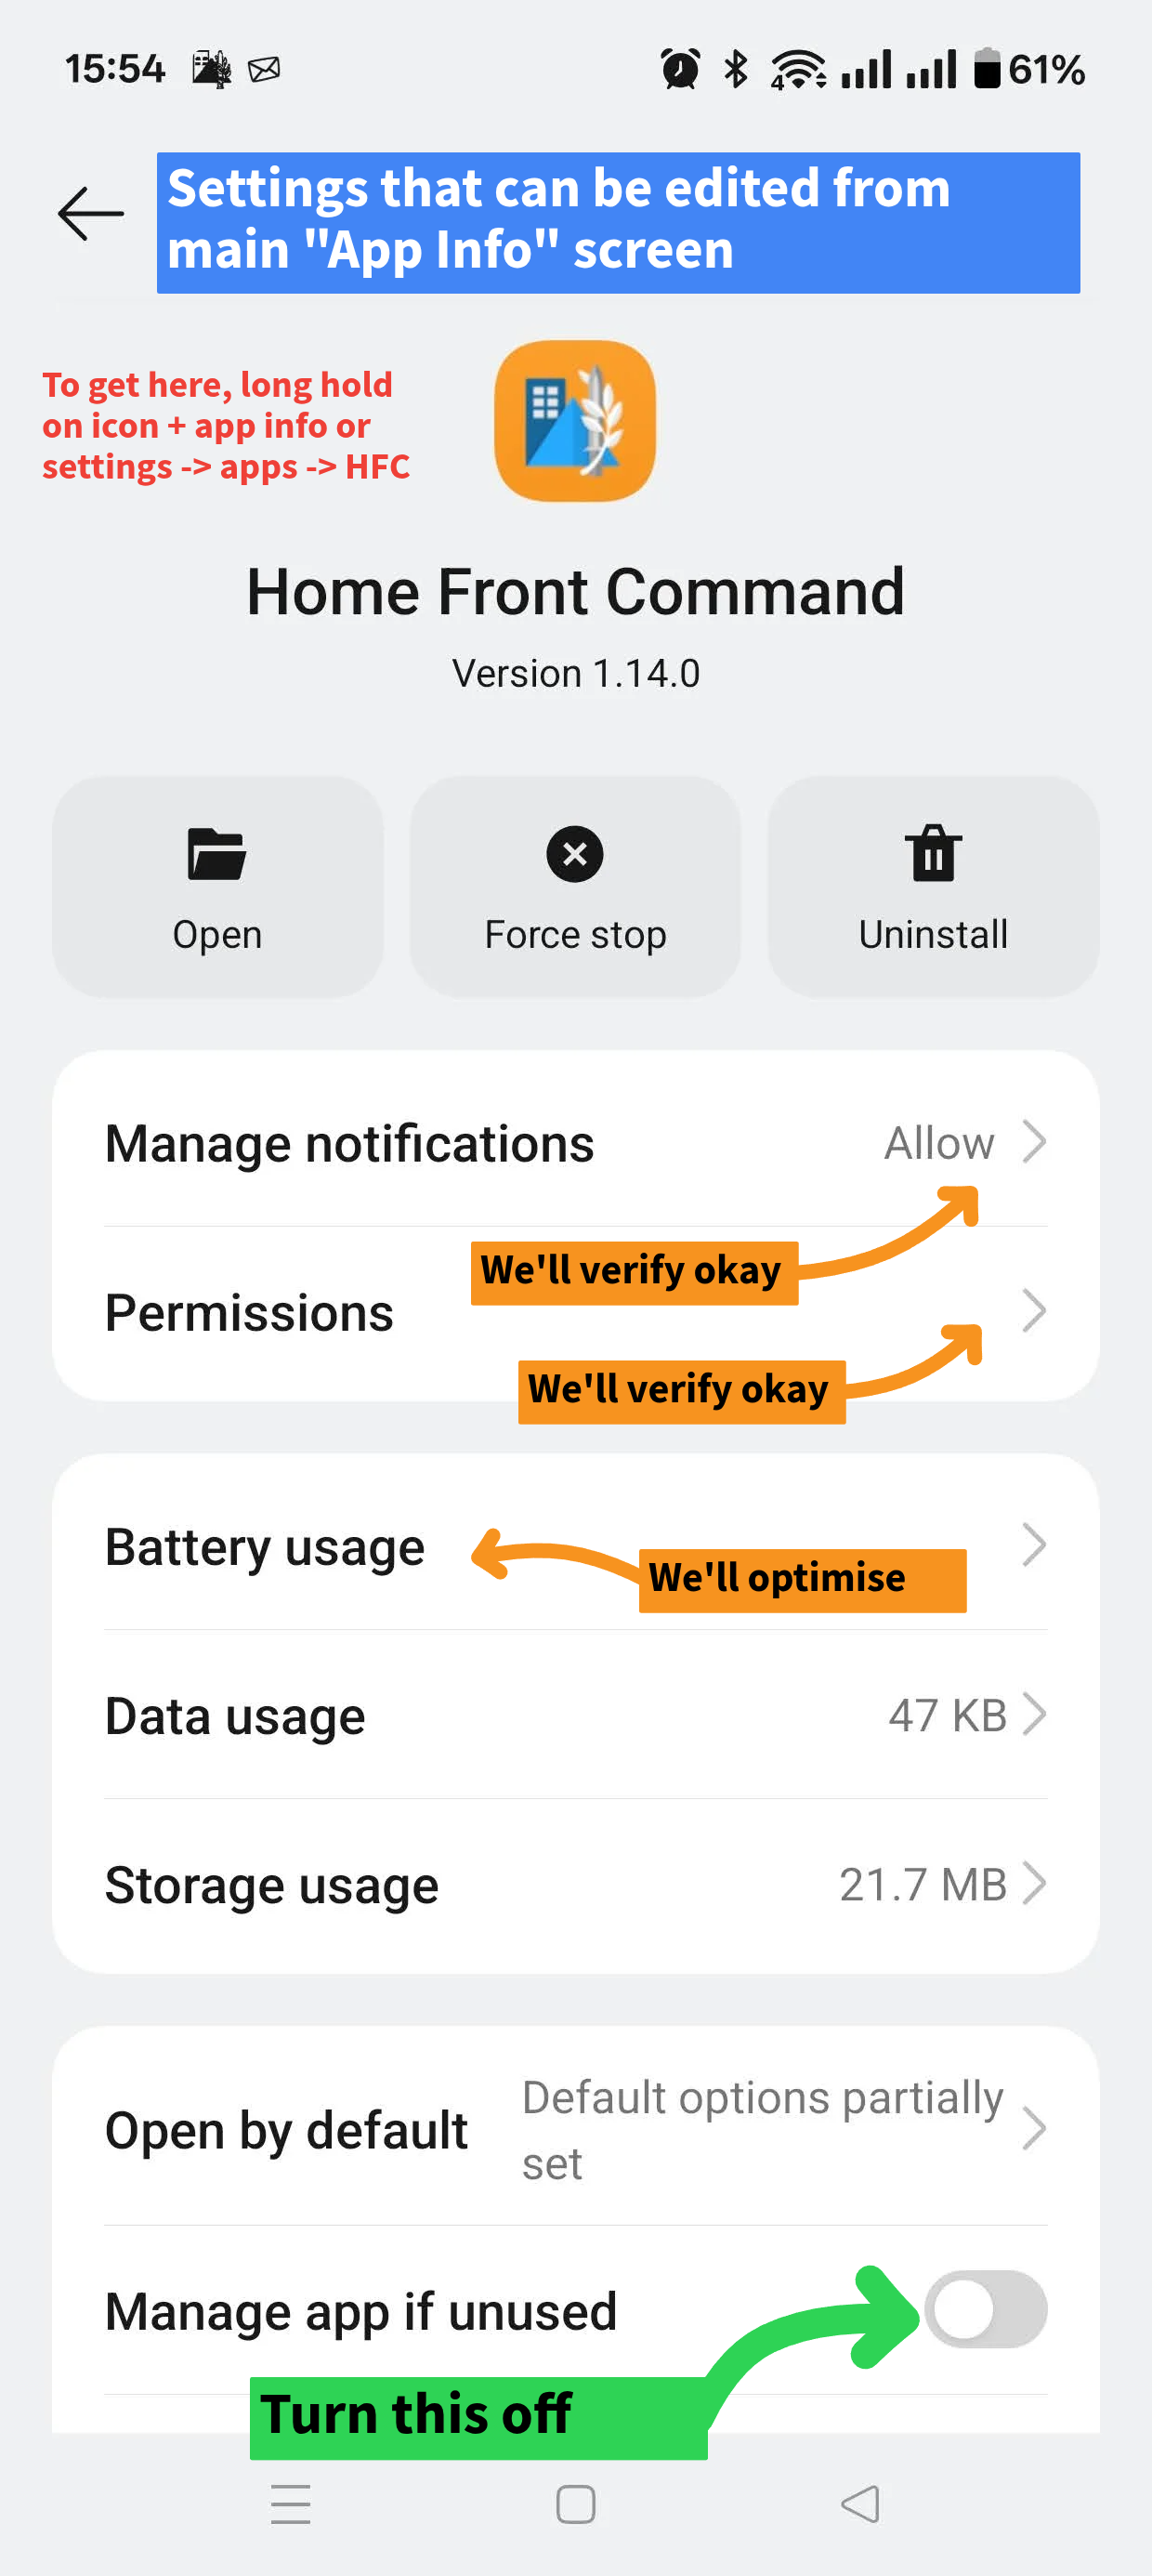 15:54
4
61%
Settings that can be edited from
main "App Info" screen
To get here, long hold
on icon + app info or
settings -> apps -> HFC
Home Front Command
Version 1.14.0
Open
Force stop
Uninstall
Manage notifications
Allow
We'll verify okay
Permissions
We'll verify okay
Battery usage
We'll optimise
Data usage
47 KB
Storage usage
21.7 MB
Open by default
Default options partially
set
Manage app if unused
Turn this off